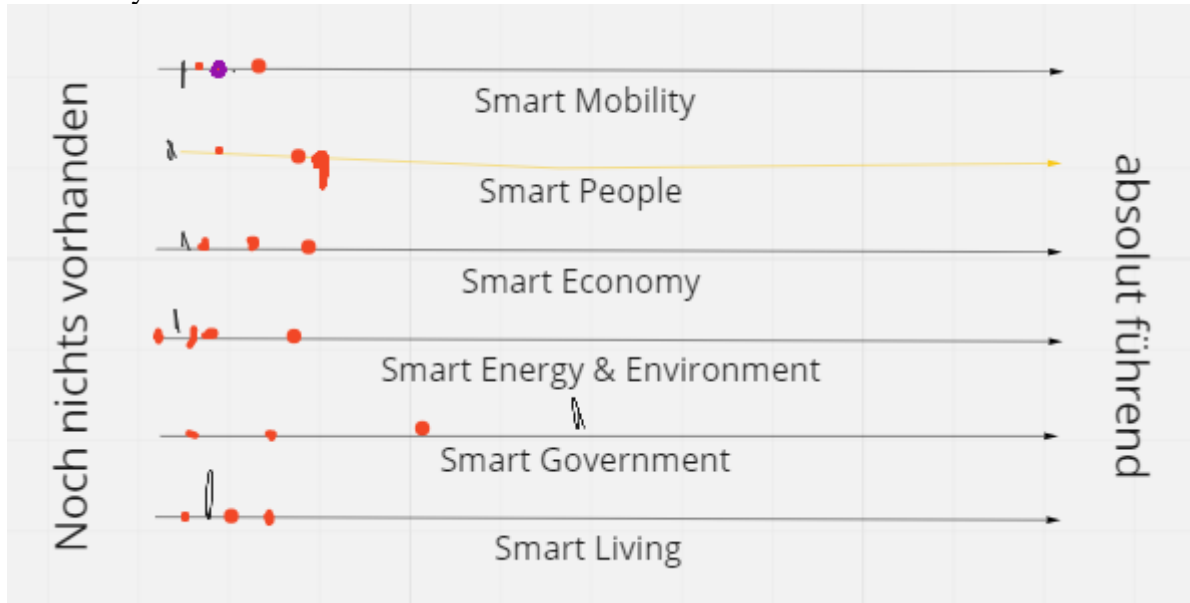 Noch nichts vorhanden
Smart Mobility
Smart People
Smart Economy
Smart Energy & Environment
Smart Government
Smart Living
absolut führend